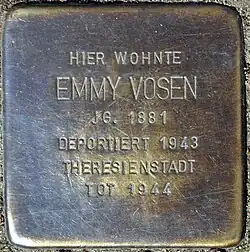 HIER WOHNTE
EMMY VOSEN
JG. 1881
DEPORTIERT 1943
THERESIENSTADT
TOT 1944